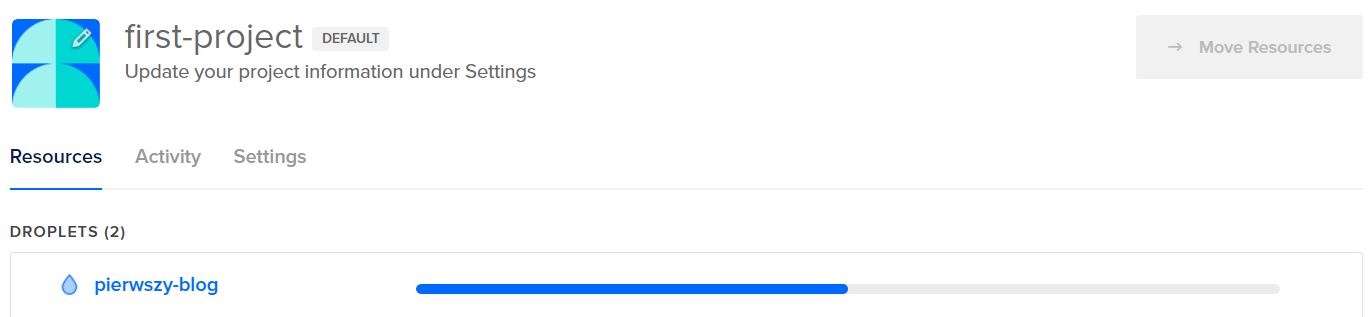 first-project DEFAULT
Update your project information under Settings
→ Move Resources
Resources Activity Settings
DROPLETS (2)
pierwszy-blog